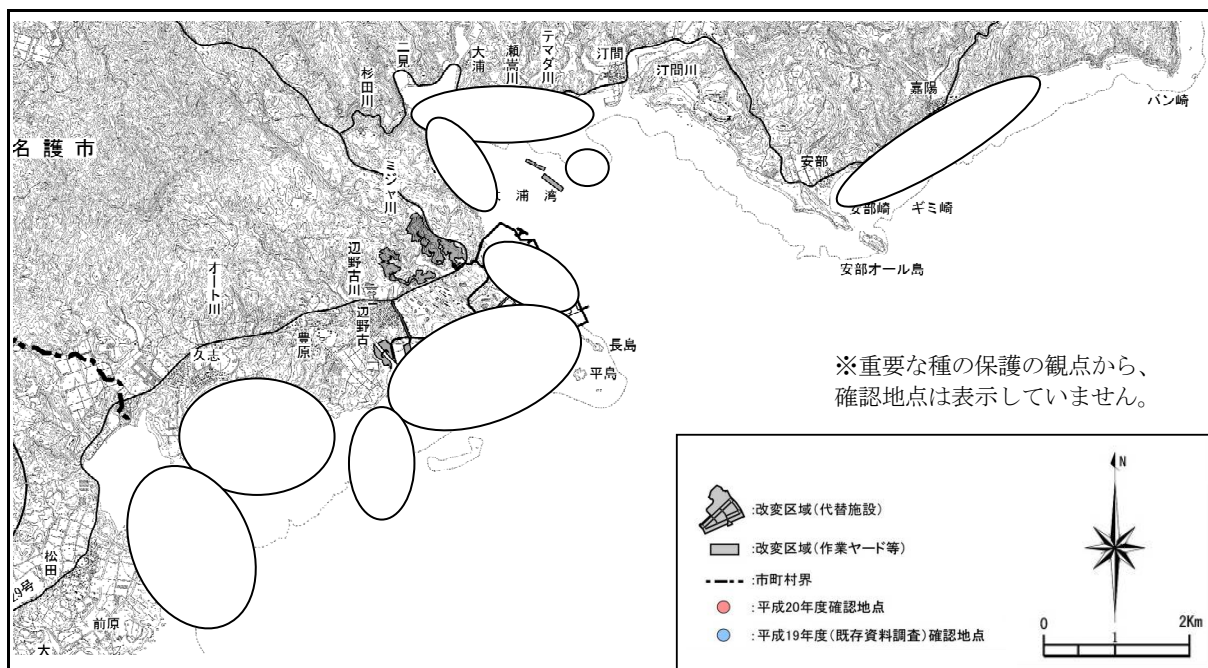 二見
杉田川
大浦
瀬嵩川
テマダ川
汀間
汀間川
嘉陽
バン崎
名護市
ミジャ川
浦湾
安部
安部崎
ギミ崎
安部オール島
辺野古川
辺野古
オート川
豊原
久志
長島
平島
※重要な種の保護の観点から、
確認地点は表示していません。
松田
29号
前原
大
N
:改変区域(代替施設)
:改変区域(作業ヤード等)
:市町村界
:平成20年度確認地点
:平成19年度(既存資料調査)確認地点
0 1 2Km